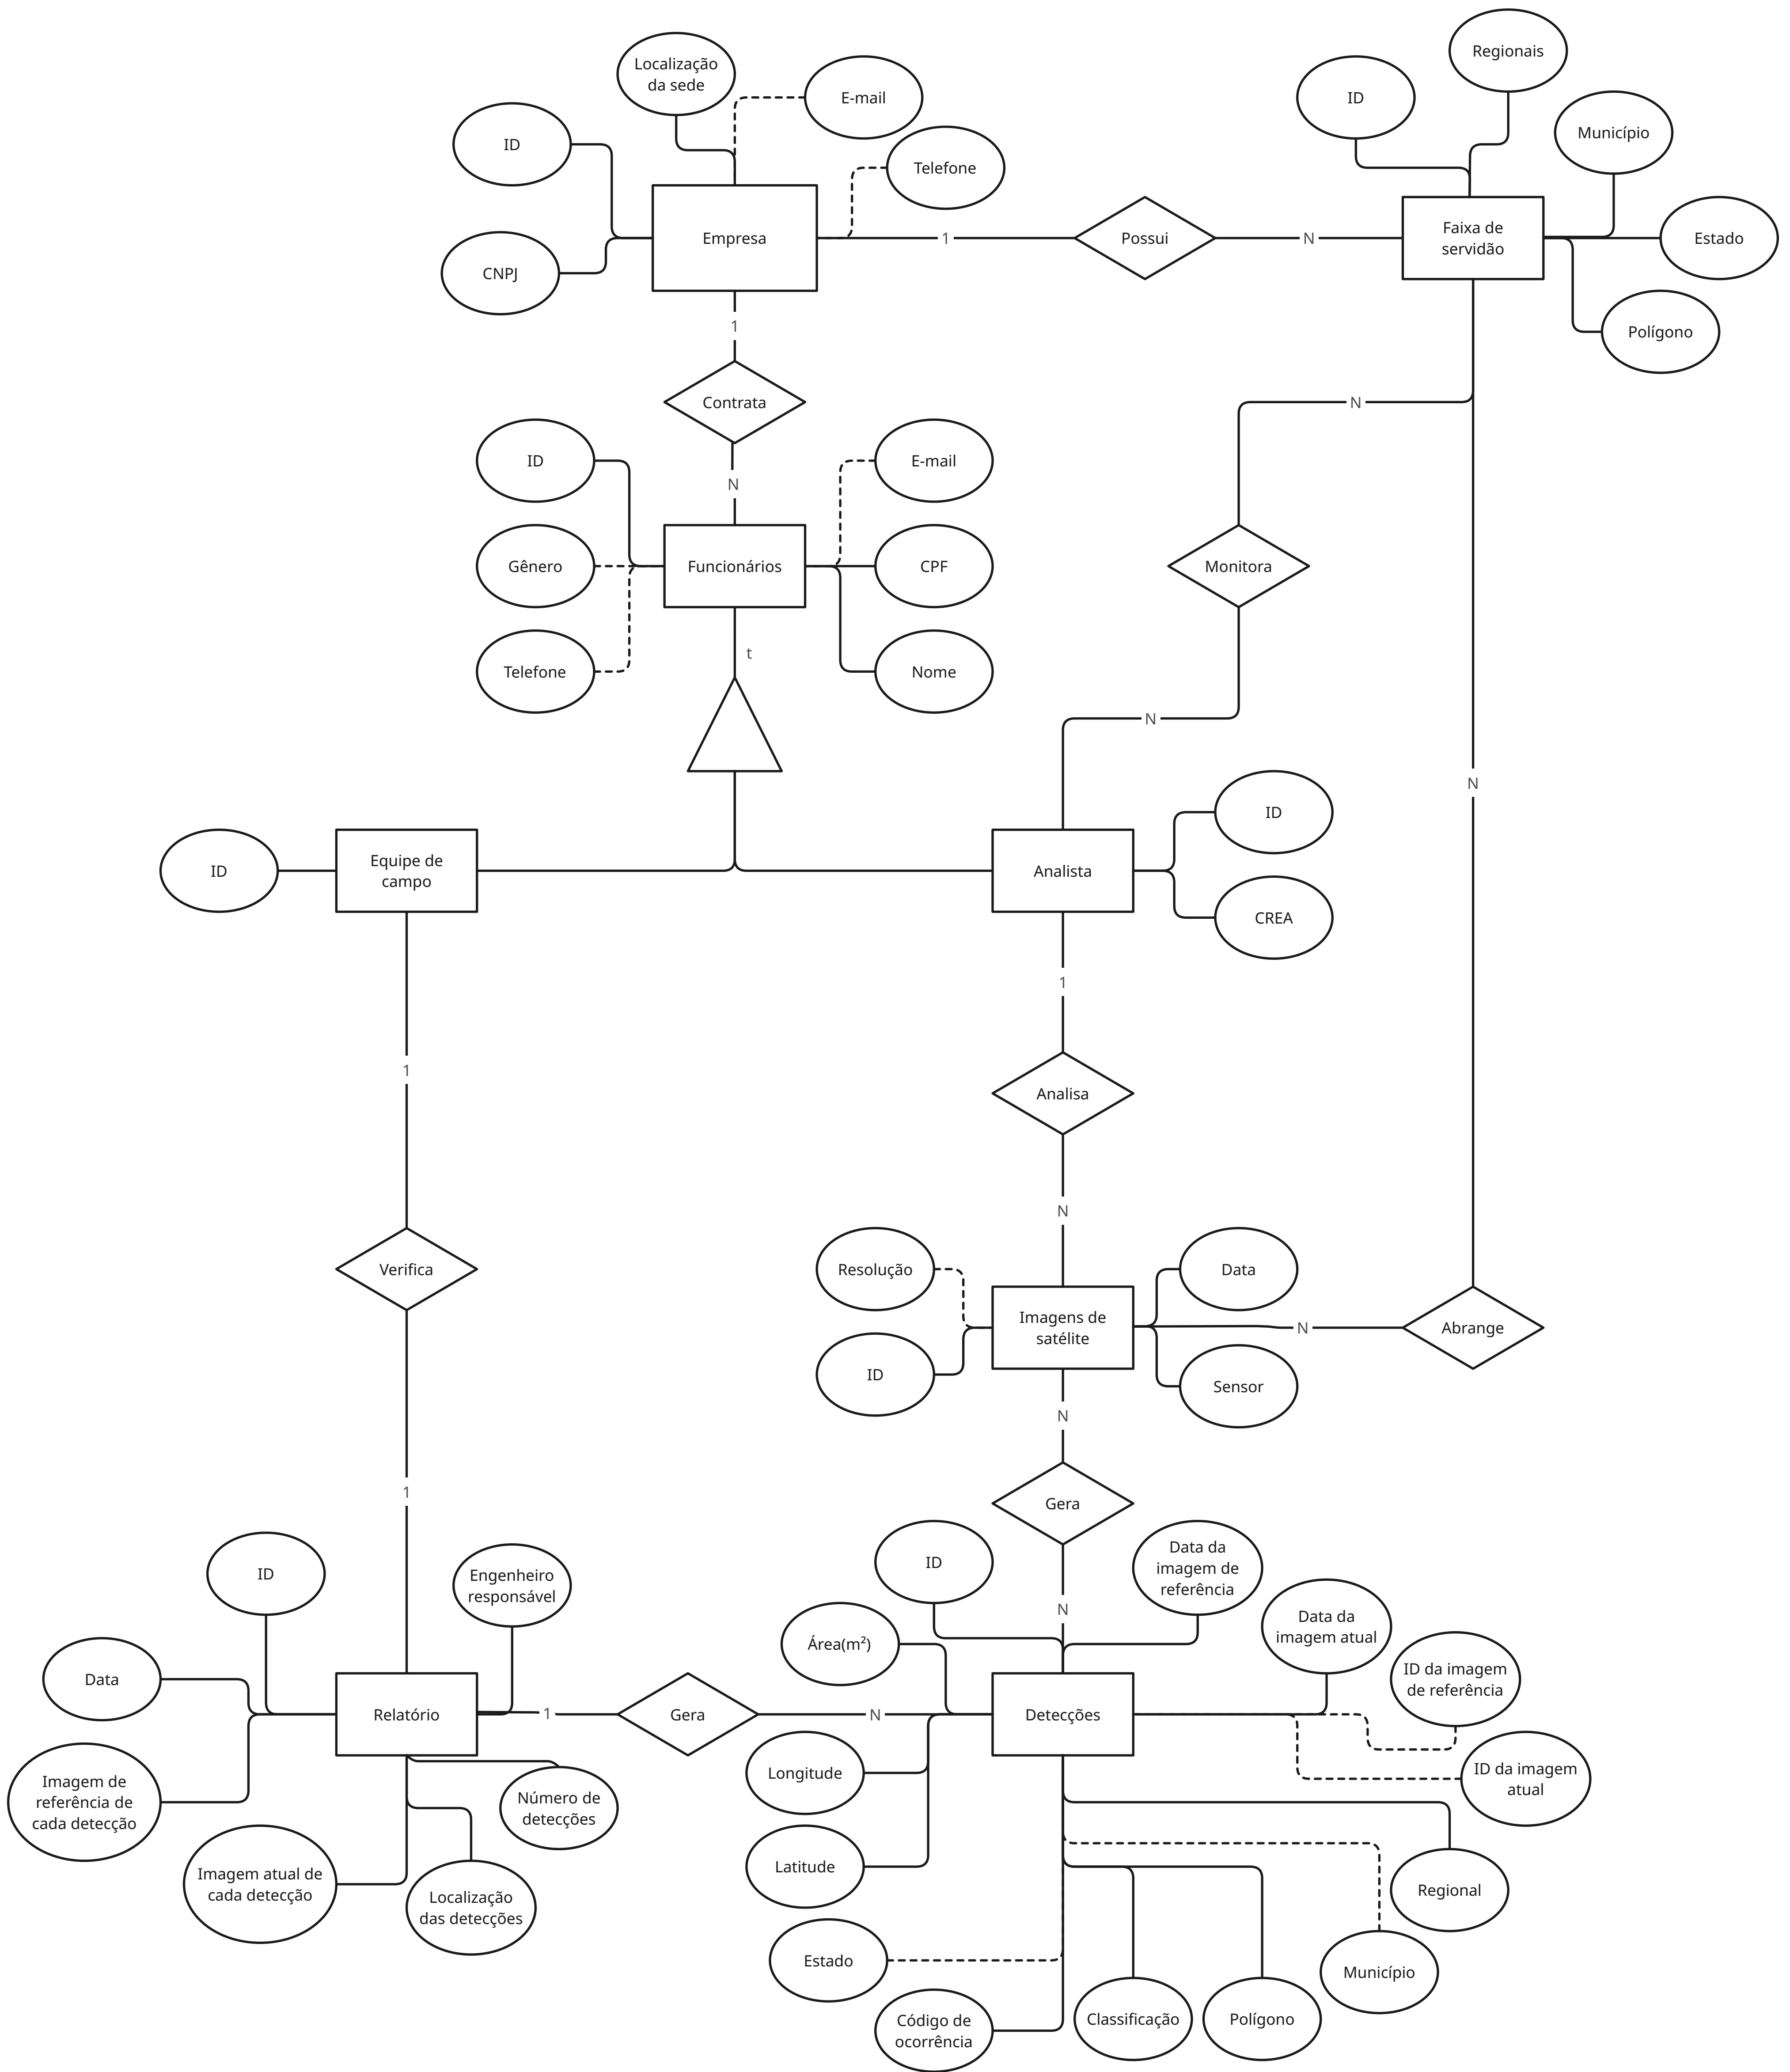 Regionais
Localização
da sede
E-mail
ID
Município
ID
Telefone
Empresa
1
Possui
N
Faixa de
servidão
Estado
CNPJ
Polígono
1
Contrata
N
ID
E-mail
N
Gênero
Funcionários
CPF
Monitora
t
Telefone
Nome
N
N
ID
ID
Equipe de
campo
Analista
CREA
1
1
Analisa
N
Verifica
Resolução
Data
Imagens de
satélite
N
Abrange
ID
Sensor
N
1
Gera
ID
Engenheiro
responsável
ID
Data da
imagem de
referência
N
Área(m²)
Data da
imagem atual
Data
ID da imagem
de referência
Relatório
1
Gera
N
Detecções
Longitude
ID da imagem
atual
Imagem de
referência de
cada detecção
Número de
detecções
Imagem atual de
cada detecção
Latitude
Regional
Localização
das detecções
Estado
Município
Código de
ocorrência
Classificação
Polígono